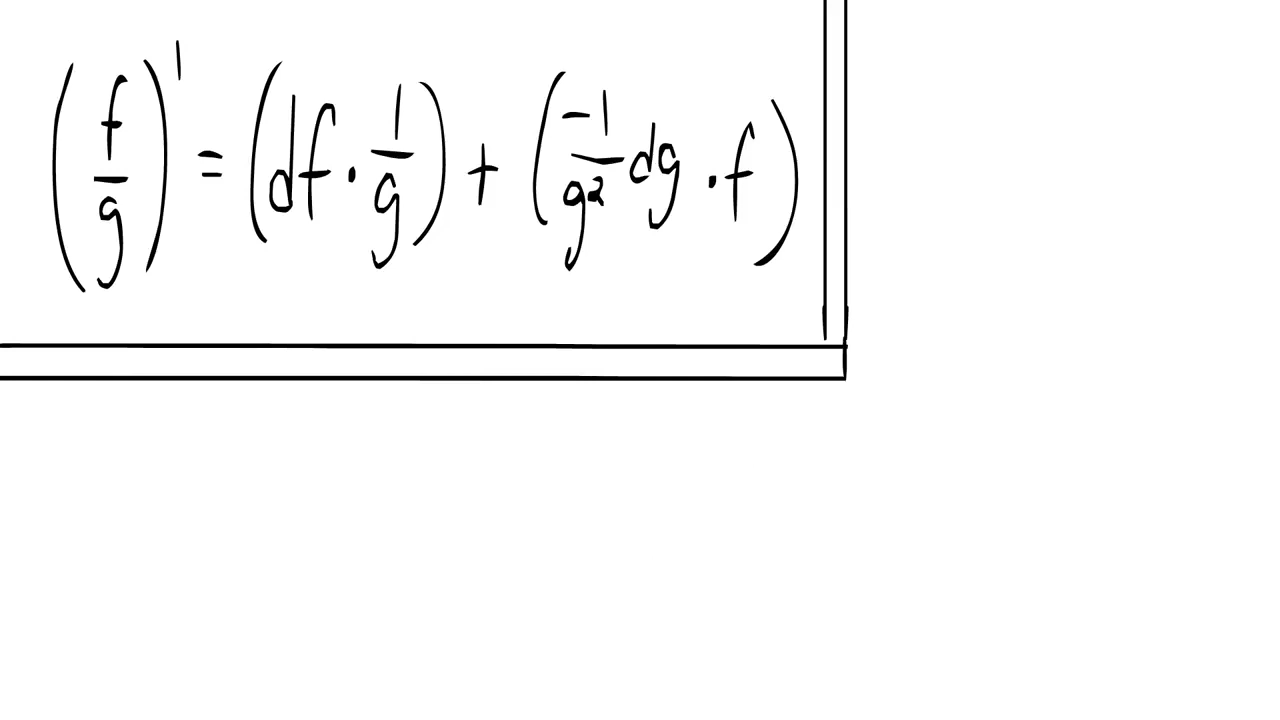 (f/g)' = (df · 1/g) + (-1/g² dg · f)